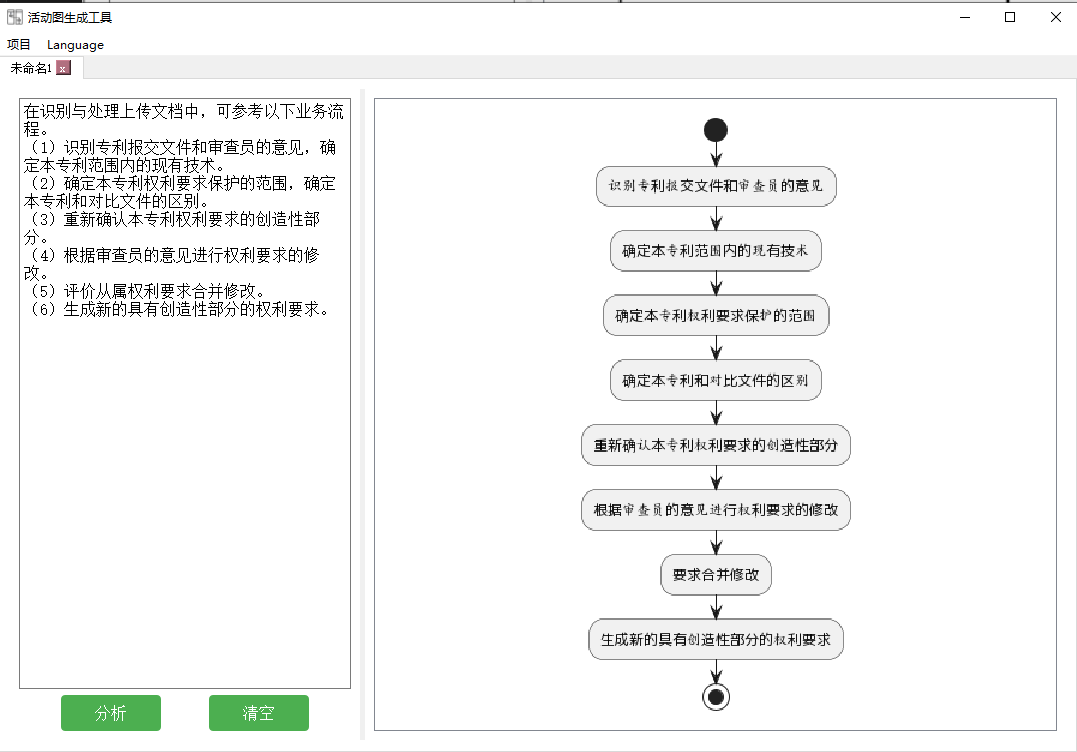 活动图生成工具
项目 Language
未命名1 x
在识别与处理上传文档中，可参考以下业务流
程。
（1）识别专利报交文件和审查员的意见，确
定本专利范围内的现有技术。
（2）确定本专利权利要求保护的范围，确定
本专利和对比文件的区别。
（3）重新确认本专利权利要求的创造性部
分。
（4）根据审查员的意见进行权利要求的修
改。
（5）评价从属权利要求合并修改。
（6）生成新的具有创造性部分的权利要求。
分析 清空
识别专利报交文件和审查员的意见
确定本专利范围内的现有技术
确定本专利权利要求保护的范围
确定本专利和对比文件的区别
重新确认本专利权利要求的创造性部分
根据审查员的意见进行权利要求的修改
要求合并修改
生成新的具有创造性部分的权利要求